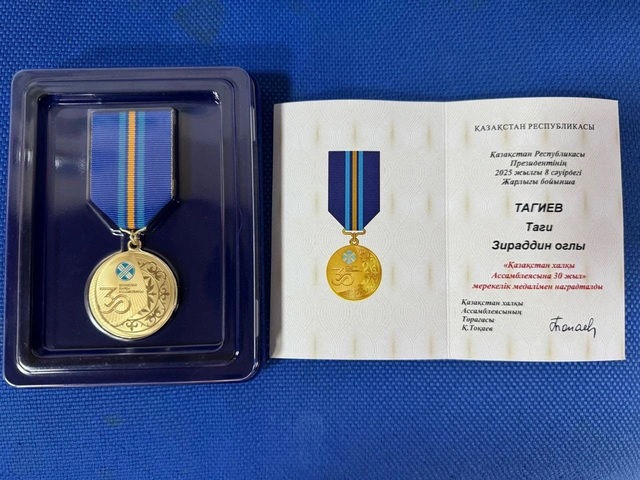 30
ҚАЗАҚСТАН РЕСПУБЛИКАСЫ
Қазақстан Республикасы
Президентінің
2025 жылғы 8 сәуірдегі
Жарлығы бойынша
ТАГИЕВ
Таги
Зираддин оглы
«Қазақстан халқы
Ассамблеясына 30 жыл»
мерекелік медалімен наградталды
Қазақстан халқы
Ассамблеясының
Төрағасы
Қ.Тоқаев